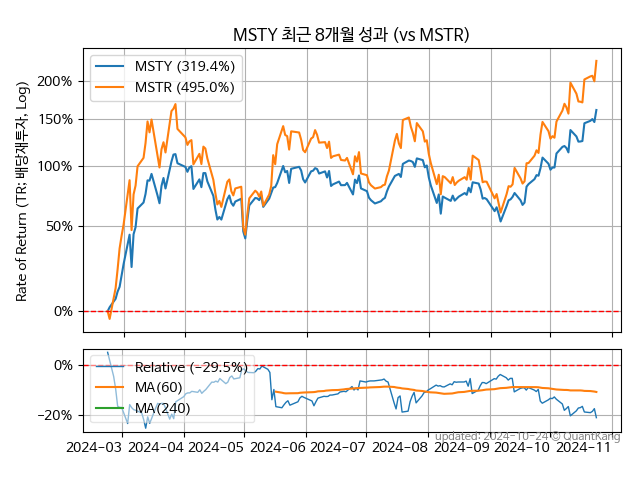 MSTY 최근 8개월 성과 (vs MSTR)
MSTY (319.4%)
MSTR (495.0%)
200%
150%
100%
50%
0%
Rate of Return (TR: 배당재투자, Log)
Relative (−29.5%)
MA(60)
MA(240)
0%
−20%
updated: 2024-10-24 © QuantKang
2024-03 2024-04 2024-05 2024-06 2024-07 2024-08 2024-09 2024-10 2024-11